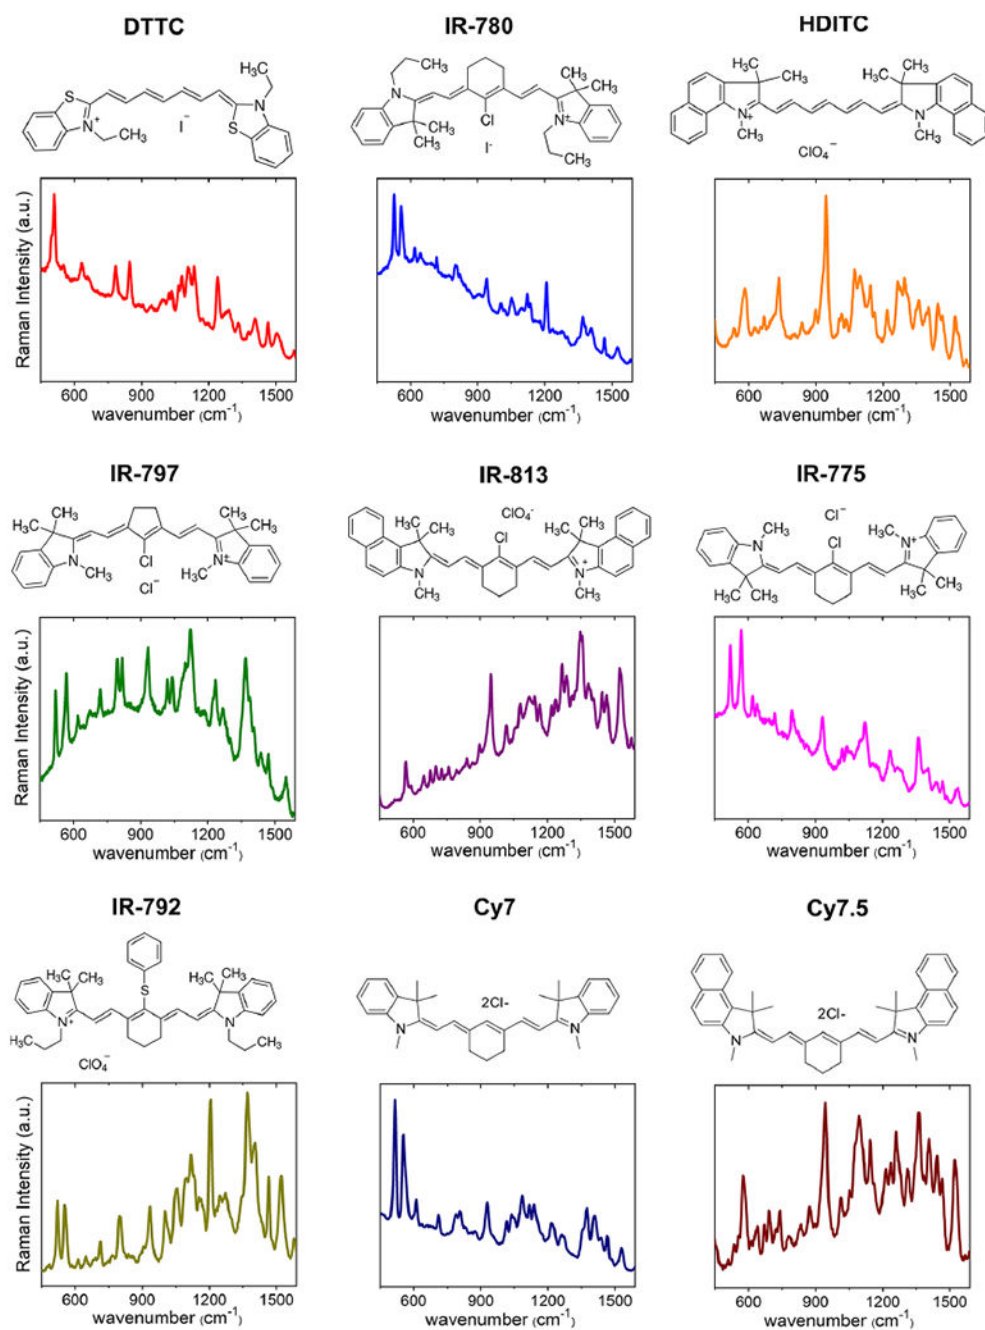 DTTC
IR-780
HDITC
H₃C
S
N
N⁺
S
CH₃
I⁻
CH₃
N
H₃C
CH₃
Cl
I⁻
H₃C
CH₃
N⁺
CH₃
H₃C
CH₃
N⁺
CH₃
H₃C
CH₃
N
CH₃
ClO₄⁻
Raman Intensity (a.u.)
600 900 1200 1500
wavenumber (cm⁻¹)
600 900 1200 1500
wavenumber (cm⁻¹)
600 900 1200 1500
wavenumber (cm⁻¹)
IR-797
IR-813
IR-775
H₃C
CH₃
N
CH₃
Cl
Cl⁻
H₃C
CH₃
N⁺
H₃C
ClO₄⁻
H₃C
CH₃
N
CH₃
Cl
H₃C
CH₃
N⁺
CH₃
Cl⁻
CH₃
N
H₃C
CH₃
Cl
H₃C
N⁺
CH₃
H₃C
Raman Intensity (a.u.)
600 900 1200 1500
wavenumber (cm⁻¹)
600 900 1200 1500
wavenumber (cm⁻¹)
600 900 1200 1500
wavenumber (cm⁻¹)
IR-792
Cy7
Cy7.5
H₃C
CH₃
N⁺
H₃C
ClO₄⁻
S
H₃C
CH₃
N
CH₃
2Cl-
N
N
2Cl-
N
N
Raman Intensity (a.u.)
600 900 1200 1500
wavenumber (cm⁻¹)
600 900 1200 1500
wavenumber (cm⁻¹)
600 900 1200 1500
wavenumber (cm⁻¹)